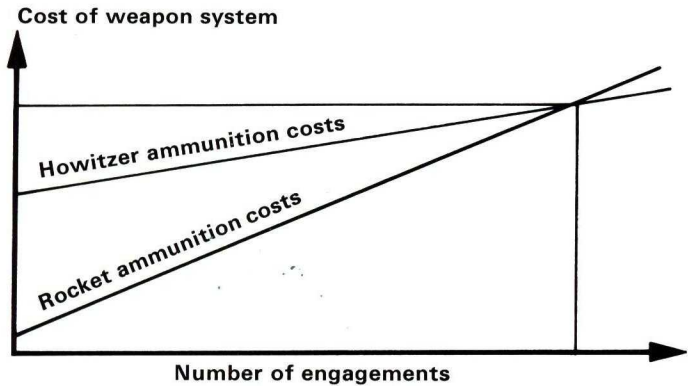 Cost of weapon system
Howitzer ammunition costs
Rocket ammunition costs
Number of engagements